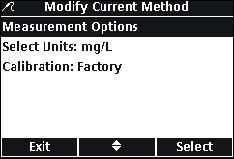 Modify Current Method
Measurement Options
Select Units: mg/L
Calibration: Factory
Exit
Select